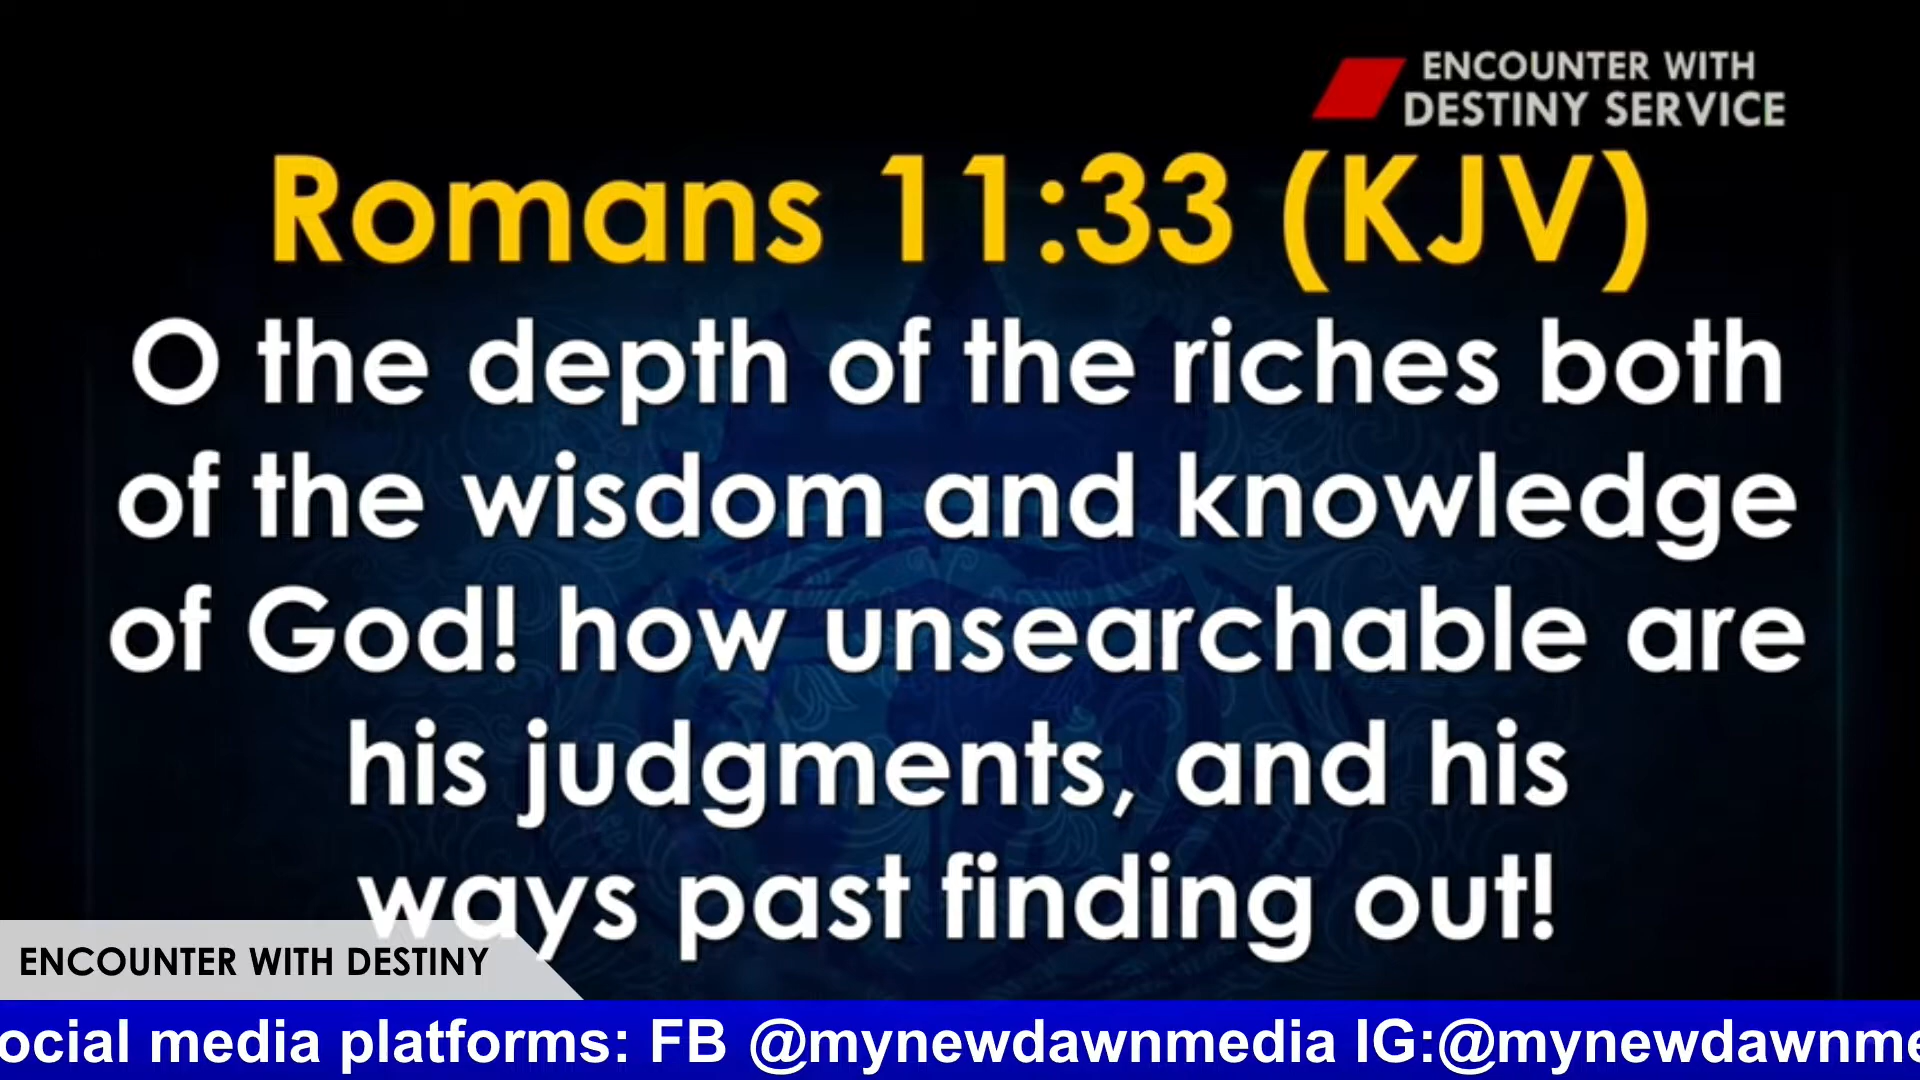 ENCOUNTER WITH
DESTINY SERVICE
Romans 11:33 (KJV)
O the depth of the riches both
of the wisdom and knowledge
of God! how unsearchable are
his judgments, and his
ways past finding out!
ENCOUNTER WITH DESTINY
ocial media platforms: FB @mynewdawnmedia IG:@mynewdawnme